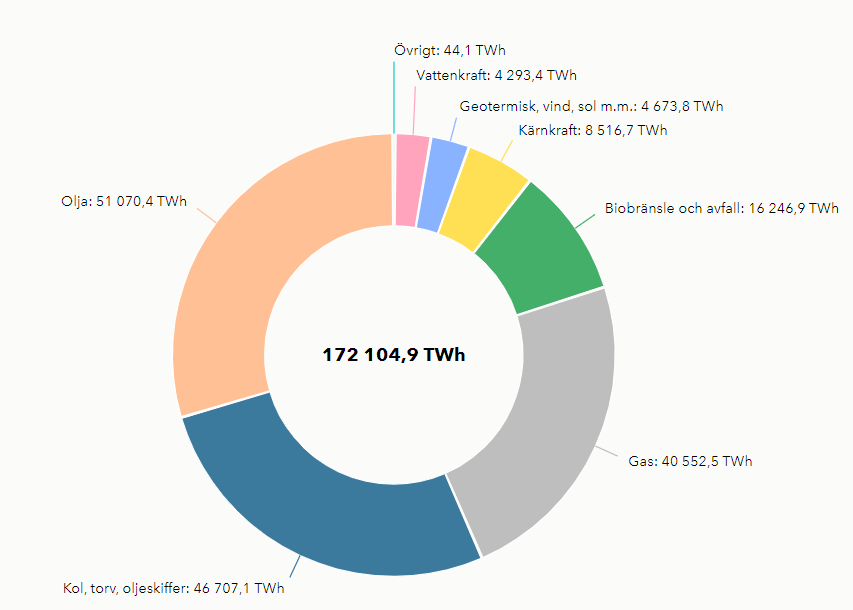 Övrigt: 44,1 TWh
Vattenkraft: 4 293,4 TWh
Geotermisk, vind, sol m.m.: 4 673,8 TWh
Kärnkraft: 8 516,7 TWh
Olja: 51 070,4 TWh
Biobränsle och avfall: 16 246,9 TWh
172 104,9 TWh
Gas: 40 552,5 TWh
Kol, torv, oljeskiffer: 46 707,1 TWh